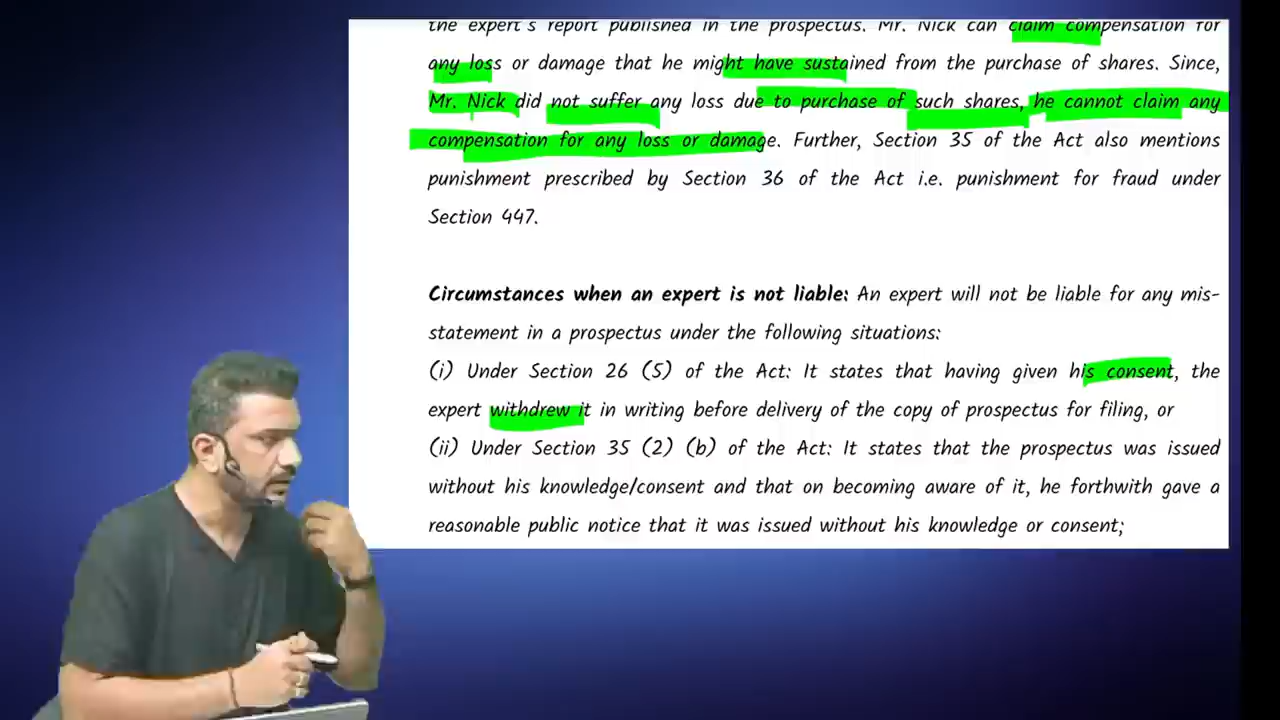 the expert's report published in the prospectus. Mr. Nick can claim compensation for
any loss or damage that he might have sustained from the purchase of shares. Since,
Mr. Nick did not suffer any loss due to purchase of such shares, he cannot claim any
compensation for any loss or damage. Further, Section 35 of the Act also mentions
punishment prescribed by Section 36 of the Act i.e. punishment for fraud under
Section 447.
Circumstances when an expert is not liable: An expert will not be liable for any mis-
statement in a prospectus under the following situations:
(i) Under Section 26 (5) of the Act: It states that having given his consent, the
expert withdrew it in writing before delivery of the copy of prospectus for filing, or
(ii) Under Section 35 (2) (b) of the Act: It states that the prospectus was issued
without his knowledge/consent and that on becoming aware of it, he forthwith gave a
reasonable public notice that it was issued without his knowledge or consent;